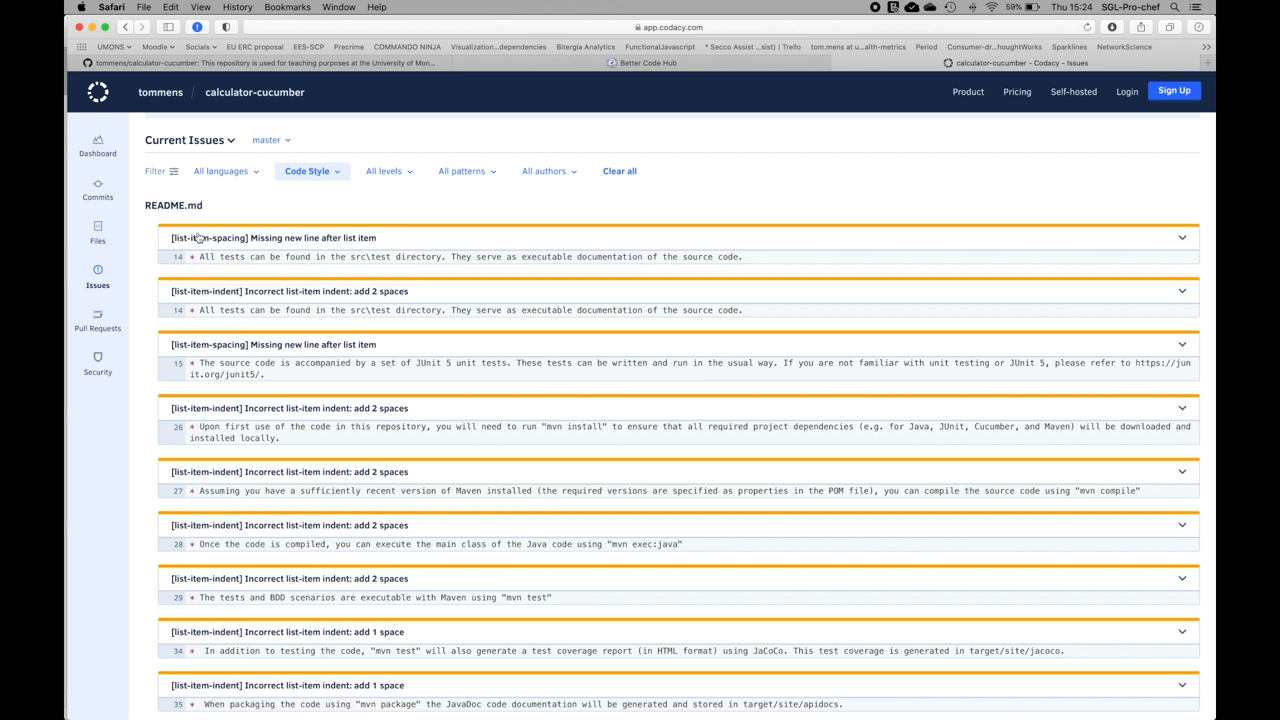 Safari File Edit View History Bookmarks Window Help 59% Thu 15:24 SGL-Pro-chef
app.codacy.com
UMONS Moodle Socials EU ERC proposal EES-SCP Precrime COMMANDO NINJA Visualization...dependencies Bitergia Analytics FunctionalJavascript * Secco Assist ...sist) | Trello tom.mens at u...alth-metrics Period Consumer-dr...houghtWorks Sparklines NetworkScience
tommens/calculator-cucumber: This repository is used for teaching purposes at the University of Mon... Better Code Hub calculator-cucumber - Codacy - Issues
tommens / calculator-cucumber Product Pricing Self-hosted Login Sign Up
Dashboard
Commits
Files
Issues
Pull Requests
Security
Current Issues master
Filter All languages Code Style All levels All patterns All authors Clear all
README.md
[list-item-spacing] Missing new line after list item
14 * All tests can be found in the src\test directory. They serve as executable documentation of the source code.
[list-item-indent] Incorrect list-item indent: add 2 spaces
14 * All tests can be found in the src\test directory. They serve as executable documentation of the source code.
[list-item-spacing] Missing new line after list item
15 * The source code is accompanied by a set of JUnit 5 unit tests. These tests can be written and run in the usual way. If you are not familiar with unit testing or JUnit 5, please refer to https://jun
it.org/junit5/.
[list-item-indent] Incorrect list-item indent: add 2 spaces
26 * Upon first use of the code in this repository, you will need to run "mvn install" to ensure that all required project dependencies (e.g. for Java, JUnit, Cucumber, and Maven) will be downloaded and
installed locally.
[list-item-indent] Incorrect list-item indent: add 2 spaces
27 * Assuming you have a sufficiently recent version of Maven installed (the required versions are specified as properties in the POM file), you can compile the source code using "mvn compile"
[list-item-indent] Incorrect list-item indent: add 2 spaces
28 * Once the code is compiled, you can execute the main class of the Java code using "mvn exec:java"
[list-item-indent] Incorrect list-item indent: add 2 spaces
29 * The tests and BDD scenarios are executable with Maven using "mvn test"
[list-item-indent] Incorrect list-item indent: add 1 space
34 * In addition to testing the code, "mvn test" will also generate a test coverage report (in HTML format) using JaCoCo. This test coverage is generated in target/site/jacoco.
[list-item-indent] Incorrect list-item indent: add 1 space
35 * When packaging the code using "mvn package" the JavaDoc code documentation will be generated and stored in target/site/apidocs.